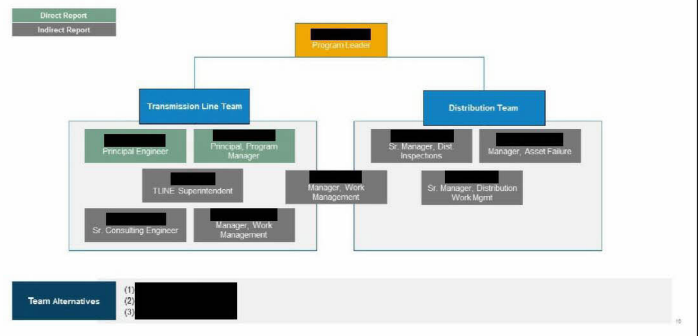 Direct Report
Indirect Report
Program Leader
Transmission Line Team
Distribution Team
Principal Engineer
Principal, Program
Manager
Sr. Manager, Dist.
Inspections
Manager, Asset Failure
TLINE Superintendent
Manager, Work
Management
Sr. Manager, Distribution
Work Mgmt
Sr. Consulting Engineer
Manager, Work
Management
Team Alternatives
(1)
(2)
(3)